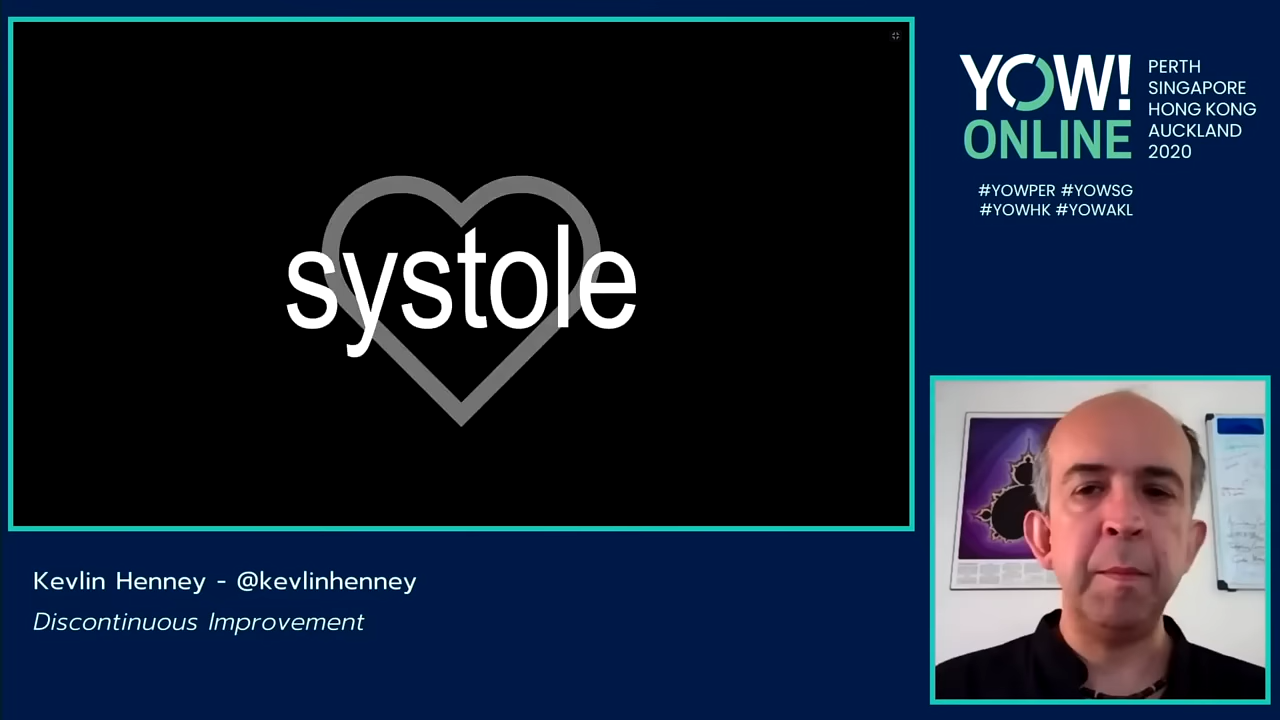 systole
YOW!
ONLINE
PERTH
SINGAPORE
HONG KONG
AUCKLAND
2020
#YOWPER #YOWSG
#YOWHK #YOWAKL
Kevlin Henney - @kevlinhenney
Discontinuous Improvement